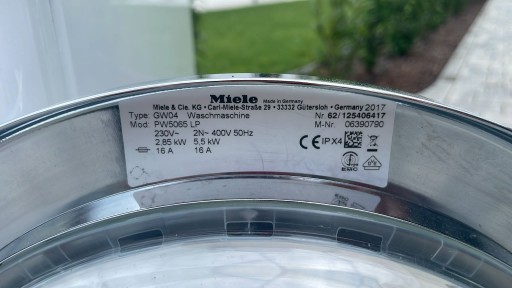 Miele Made in Germany
Miele & Cie. KG • Carl-Miele-Straße 29 • 33332 Gütersloh • Germany 2017
Type: GW04 Waschmaschine Nr. 62/125406417
Mod: PW5065 LP M-Nr. 06390790
230V~ 2N~ 400V 50Hz
2,85 kW 5,5 kW
16 A 16 A
CE IPX4